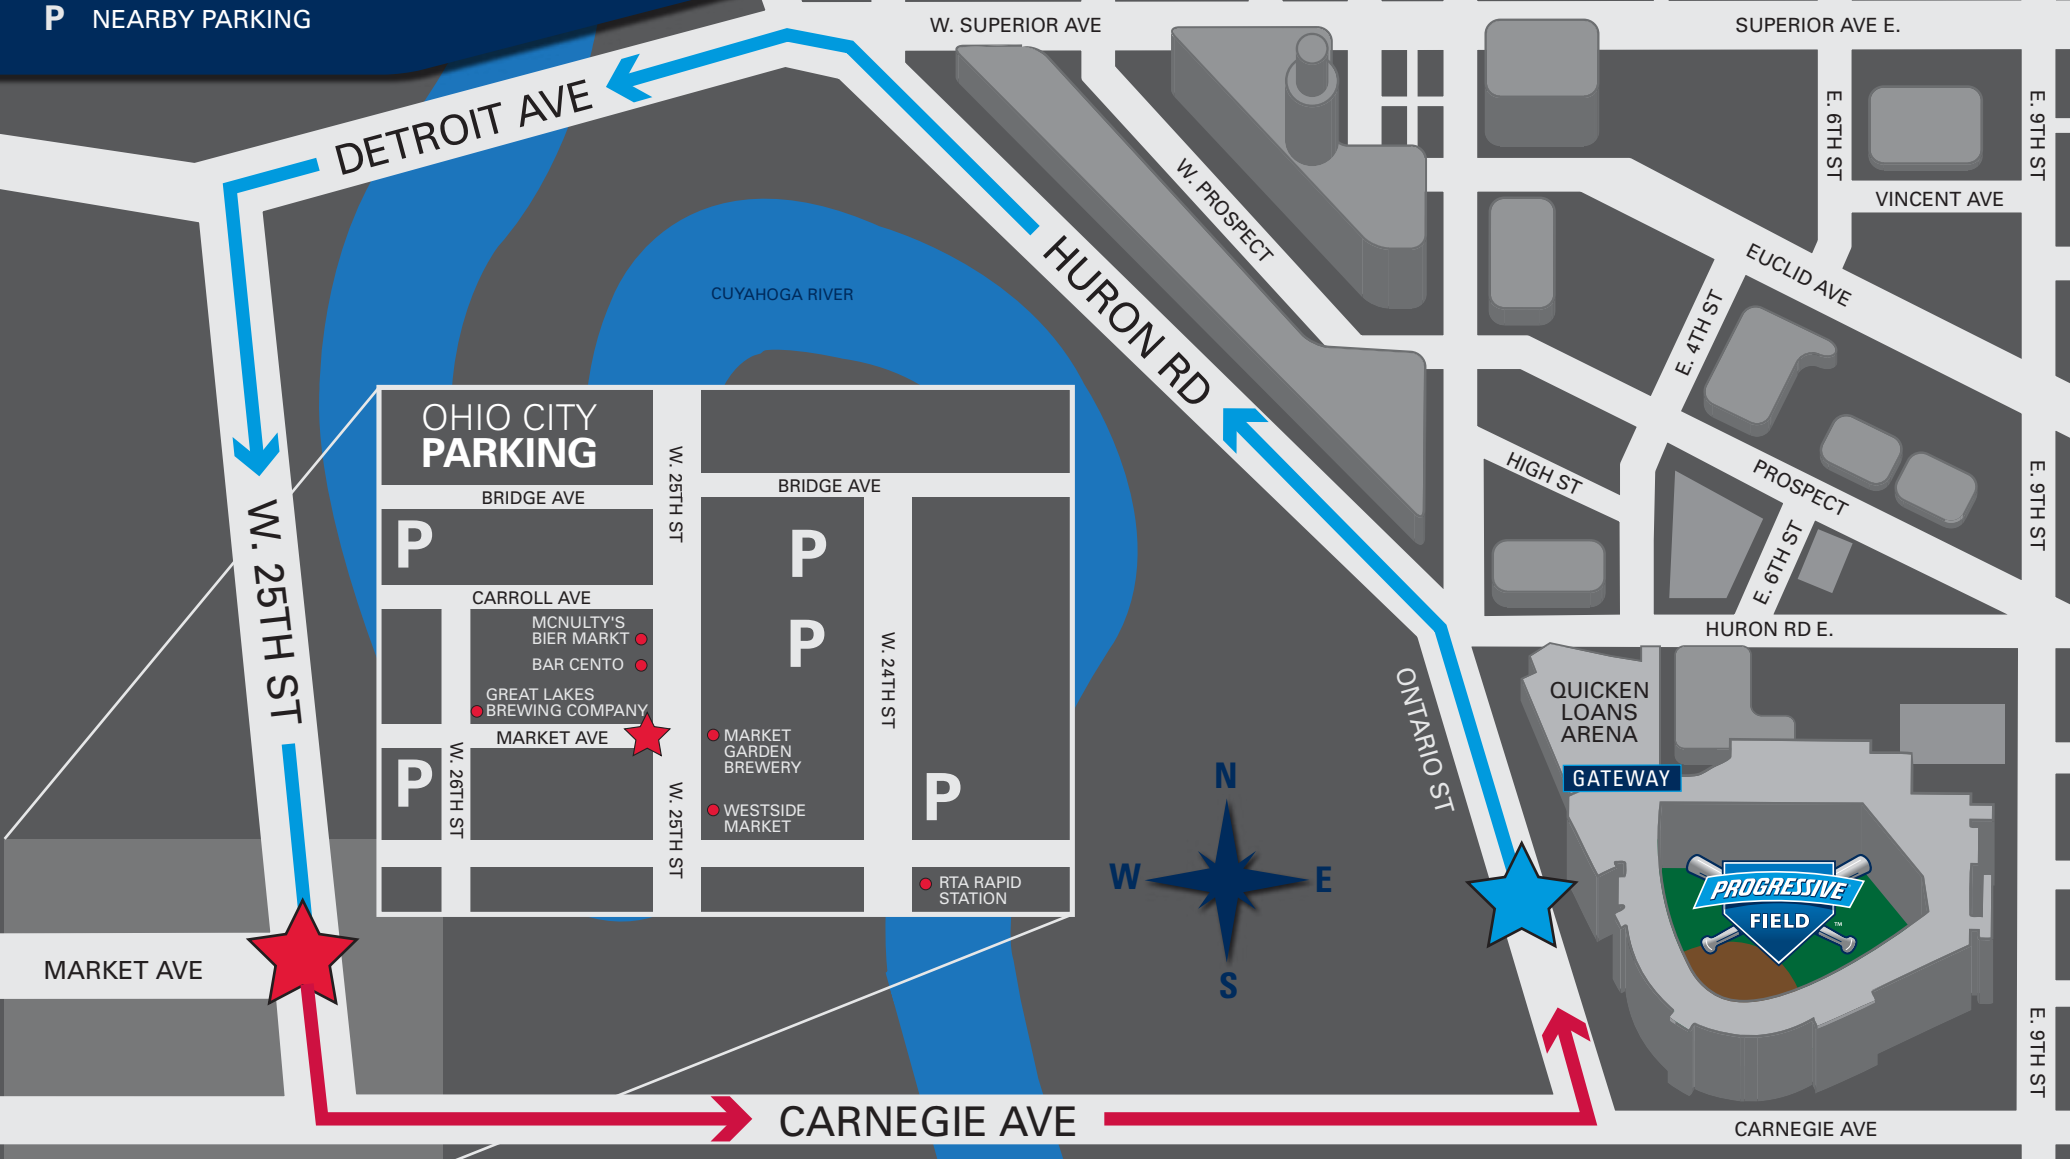 P NEARBY PARKING
W. SUPERIOR AVE
SUPERIOR AVE E.
DETROIT AVE
E. 6TH ST
E. 9TH ST
W. PROSPECT
VINCENT AVE
EUCLID AVE
HURON RD
CUYAHOGA RIVER
E. 4TH ST
OHIO CITY
PARKING
W. 25TH ST
BRIDGE AVE
BRIDGE AVE
HIGH ST
PROSPECT
E. 9TH ST
W. 25TH ST
P
P
E. 6TH ST
CARROLL AVE
MCNULTY'S
BIER MARKT
BAR CENTO
P
W. 24TH ST
HURON RD E.
GREAT LAKES
BREWING COMPANY
MARKET AVE
MARKET
GARDEN
BREWERY
ONTARIO ST
QUICKEN
LOANS
ARENA
GATEWAY
P
W. 26TH ST
W. 25TH ST
WESTSIDE
MARKET
P
RTA RAPID
STATION
N
W
E
S
PROGRESSIVE
FIELD ™
MARKET AVE
E. 9TH ST
CARNEGIE AVE
CARNEGIE AVE